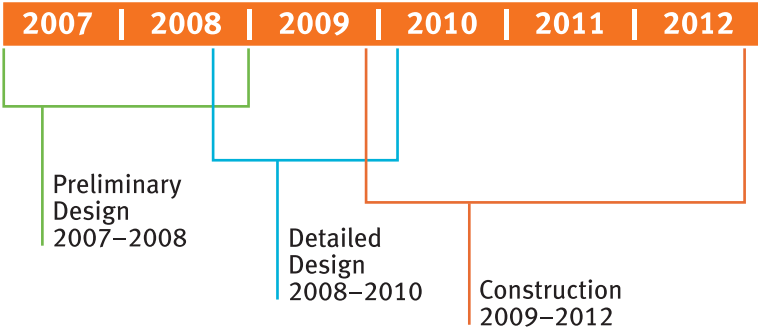 2007 | 2008 | 2009 | 2010 | 2011 | 2012
Preliminary
Design
2007–2008
Detailed
Design
2008–2010
Construction
2009–2012